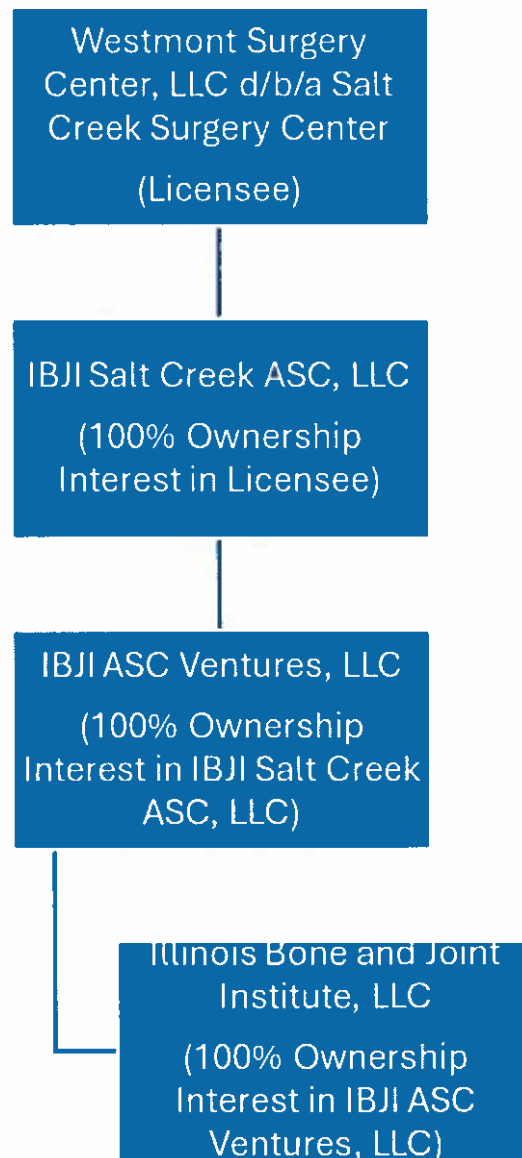 Westmont Surgery
Center, LLC d/b/a Salt
Creek Surgery Center
(Licensee)
IBJI Salt Creek ASC, LLC
(100% Ownership
Interest in Licensee)
IBJI ASC Ventures, LLC
(100% Ownership
Interest in IBJI Salt Creek
ASC, LLC)
Illinois Bone and Joint
Institute, LLC
(100% Ownership
Interest in IBJI ASC
Ventures, LLC)